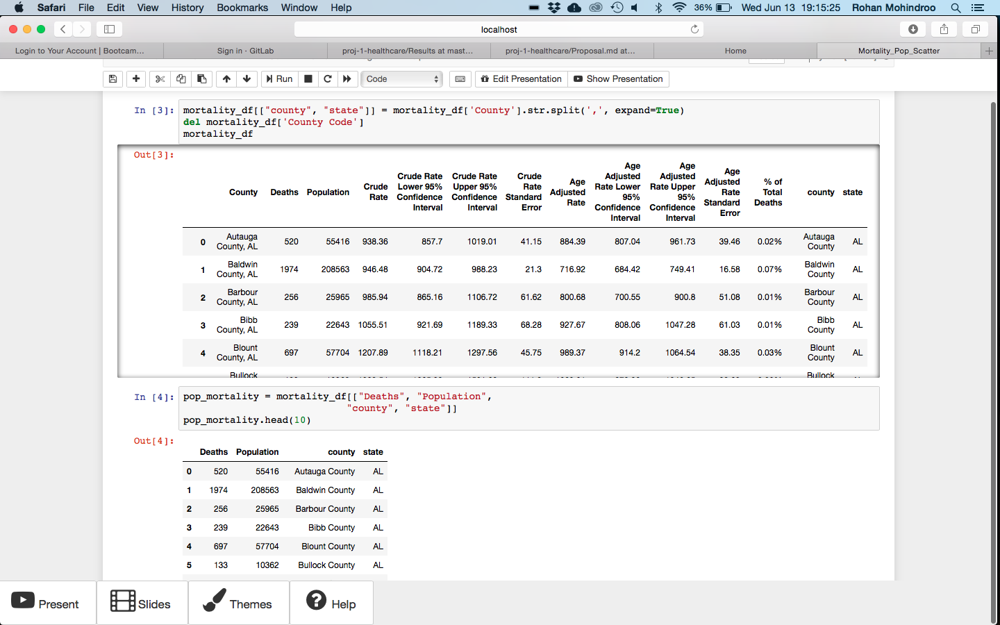 Safari File Edit View History Bookmarks Window Help 36% Wed Jun 13 19:15:25 Rohan Mohindroo
localhost
Login to Your Account | Bootcam... Sign in · GitLab proj-1-healthcare/Results at mast... proj-1-healthcare/Proposal.md at... Home Mortality_Pop_Scatter
Run Code Edit Presentation Show Presentation
In [3]: mortality_df[["county", "state"]] = mortality_df['County'].str.split(',', expand=True)
del mortality_df['County Code']
mortality_df
Out[3]:
County Deaths Population Crude Rate Crude Rate Lower 95% Confidence Interval Crude Rate Upper 95% Confidence Interval Crude Rate Standard Error Age Adjusted Rate Age Adjusted Rate Lower 95% Confidence Interval Age Adjusted Rate Upper 95% Confidence Interval Age Adjusted Rate Standard Error % of Total Deaths county state
0 Autauga County, AL 520 55416 938.36 857.7 1019.01 41.15 884.39 807.04 961.73 39.46 0.02% Autauga County AL
1 Baldwin County, AL 1974 208563 946.48 904.72 988.23 21.3 716.92 684.42 749.41 16.58 0.07% Baldwin County AL
2 Barbour County, AL 256 25965 985.94 865.16 1106.72 61.62 800.68 700.55 900.8 51.08 0.01% Barbour County AL
3 Bibb County, AL 239 22643 1055.51 921.69 1189.33 68.28 927.67 808.06 1047.28 61.03 0.01% Bibb County AL
4 Blount County, AL 697 57704 1207.89 1118.21 1297.56 45.75 989.37 914.2 1064.54 38.35 0.03% Blount County AL
Bullock Bullock
In [4]: pop_mortality = mortality_df[["Deaths", "Population",
"county", "state"]]
pop_mortality.head(10)
Out[4]:
Deaths Population county state
0 520 55416 Autauga County AL
1 1974 208563 Baldwin County AL
2 256 25965 Barbour County AL
3 239 22643 Bibb County AL
4 697 57704 Blount County AL
5 133 10362 Bullock County AL
Present Slides Themes Help